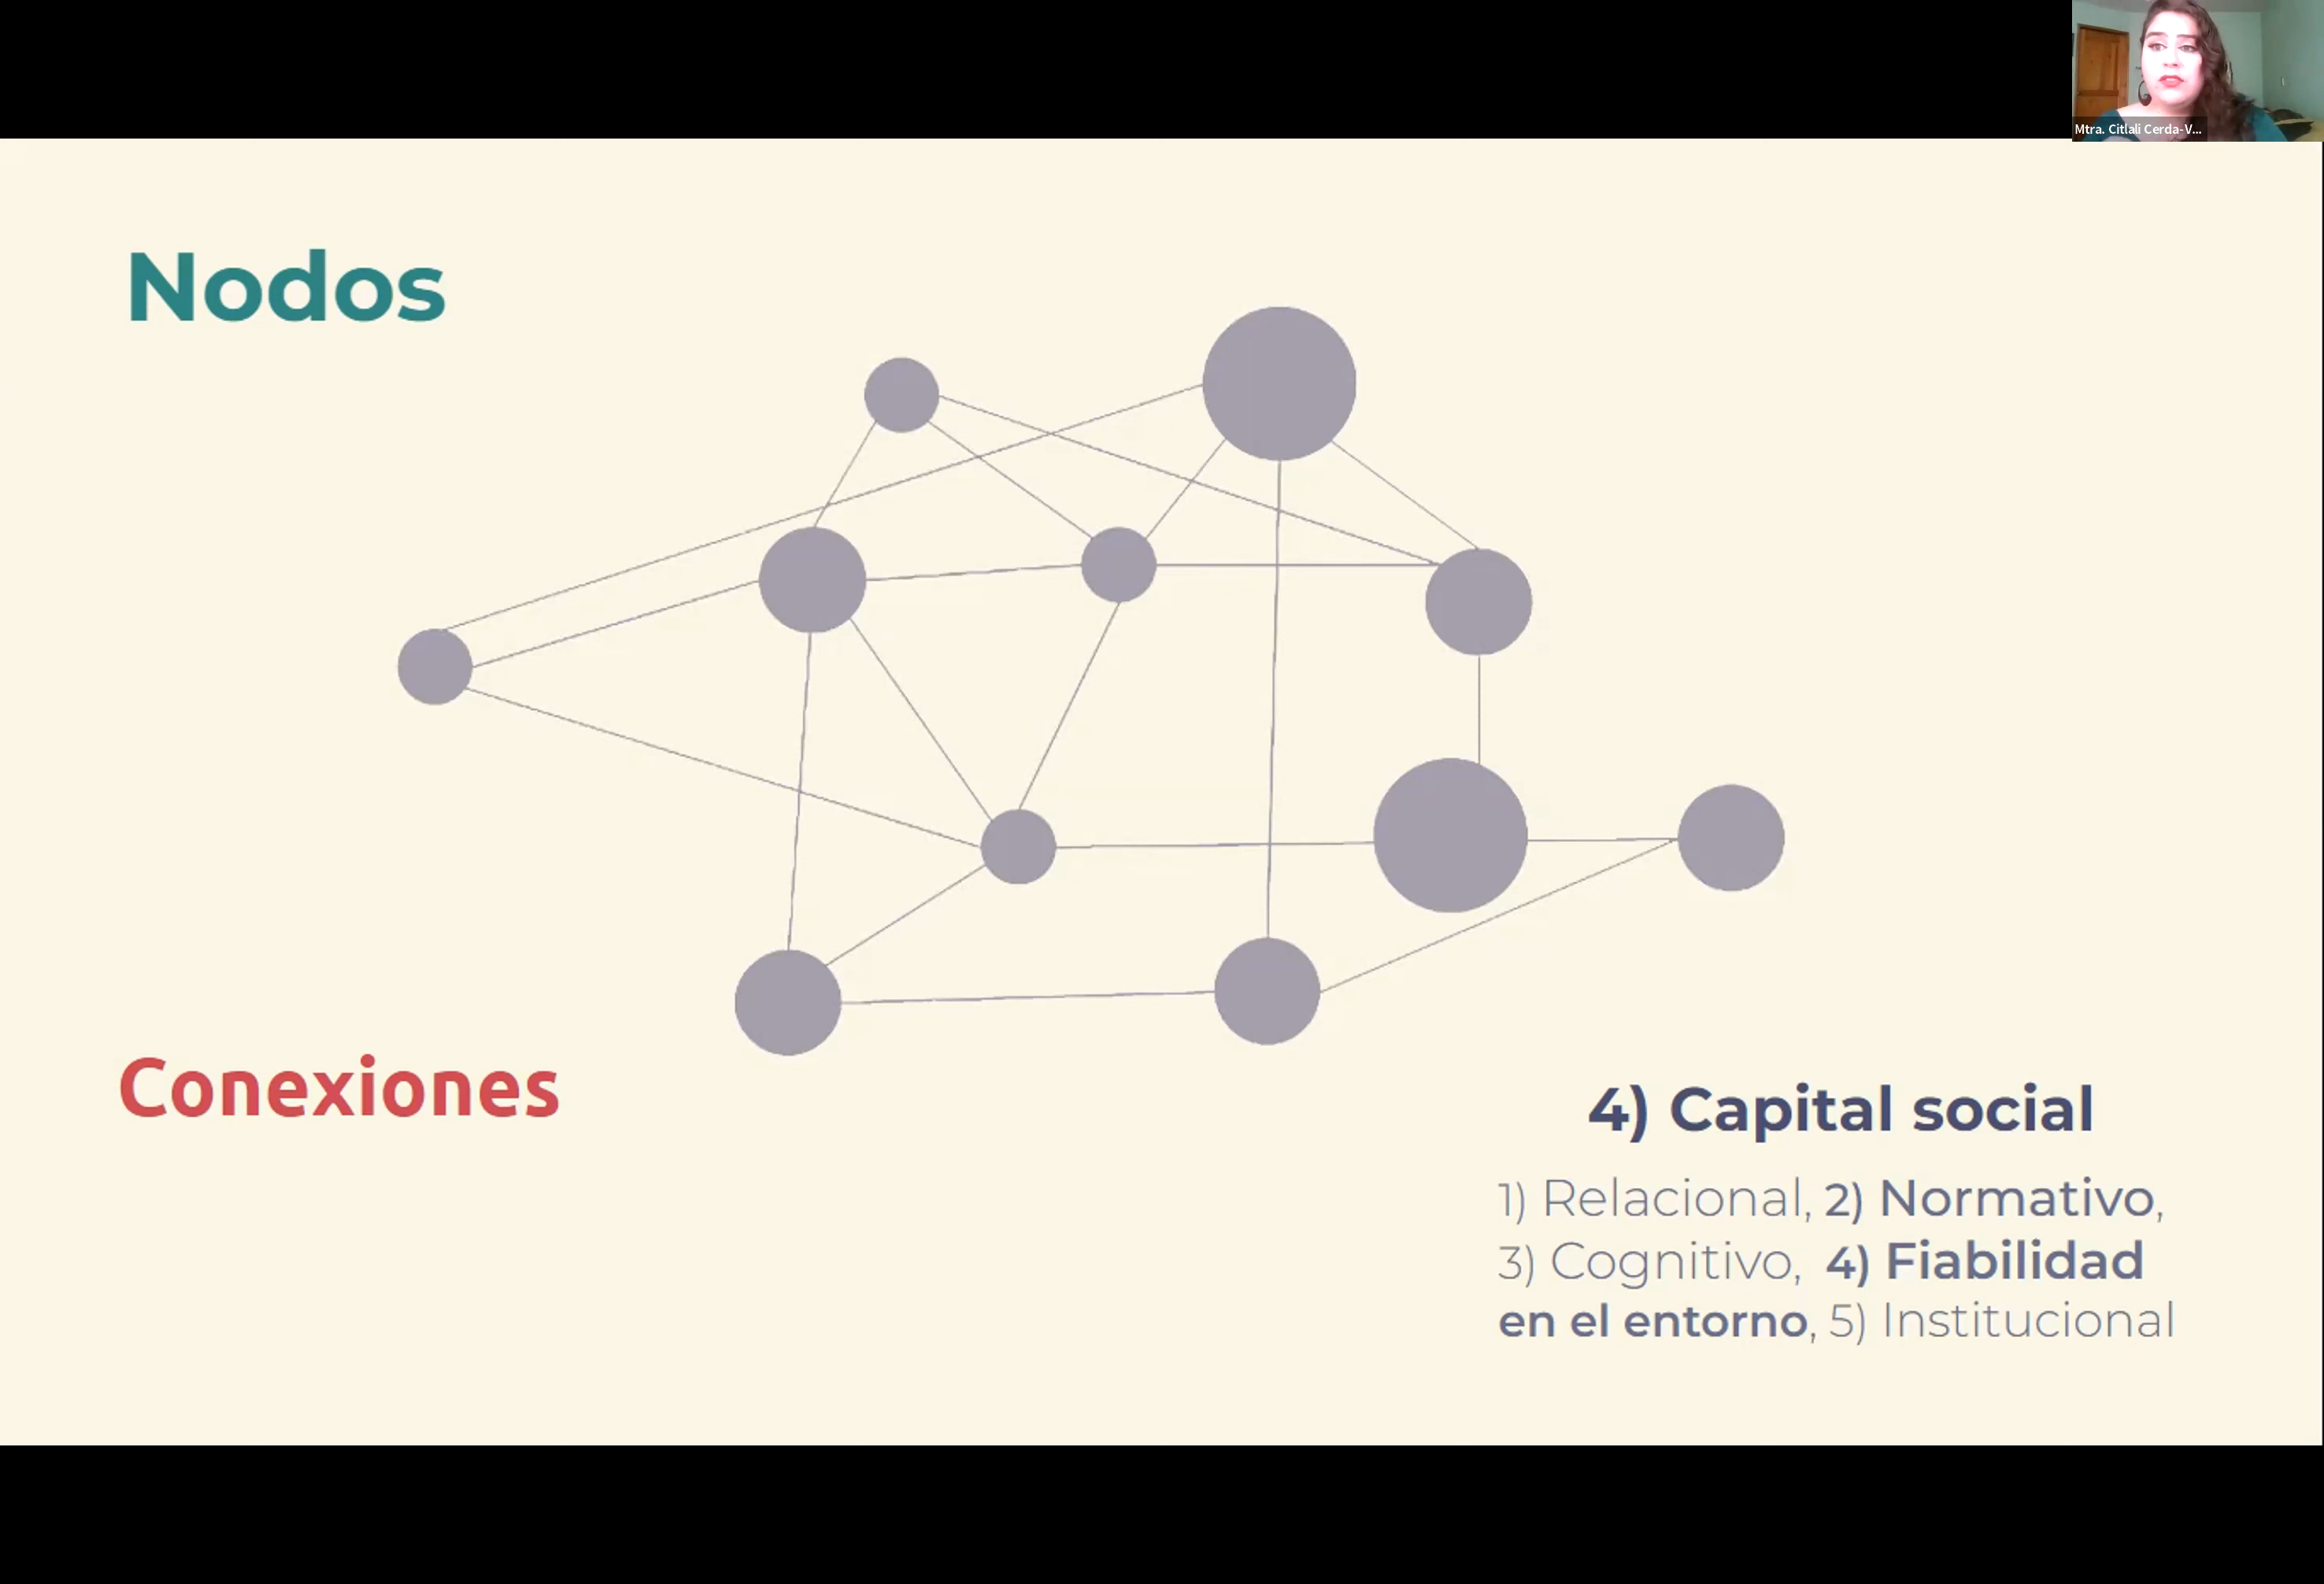 Mtra. Citlali Cerda-V...
Nodos
Conexiones
4) Capital social
1) Relacional, 2) Normativo,
3) Cognitivo, 4) Fiabilidad
en el entorno, 5) Institucional